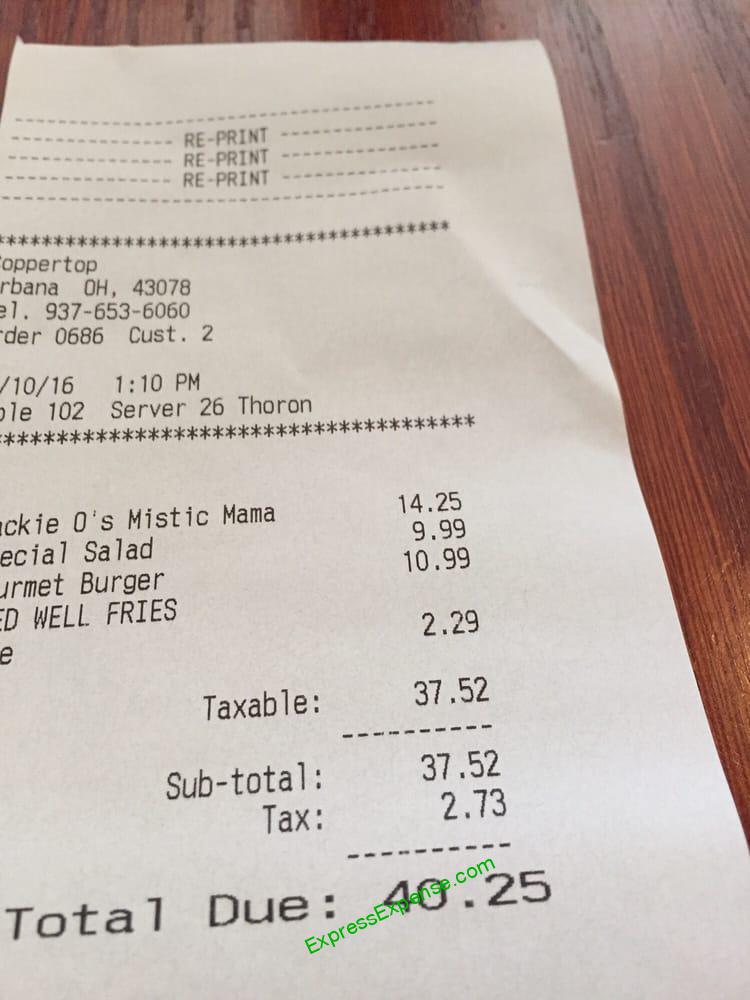 ---------------------------------
--------------- RE-PRINT --------------
--------------- RE-PRINT --------------
--------------- RE-PRINT --------------
---------------------------------
*****************************************
oppertop
rbana OH, 43078
el. 937-653-6060
rder 0686 Cust. 2
/10/16 1:10 PM
ble 102 Server 26 Thoron
*****************************************
ackie O's Mistic Mama 14.25
ecial Salad 9.99
urmet Burger 10.99
ED WELL FRIES
e 2.29
Taxable: 37.52
----------
Sub-total: 37.52
Tax: 2.73
----------
Total Due: 40.25
ExpressExpense.com